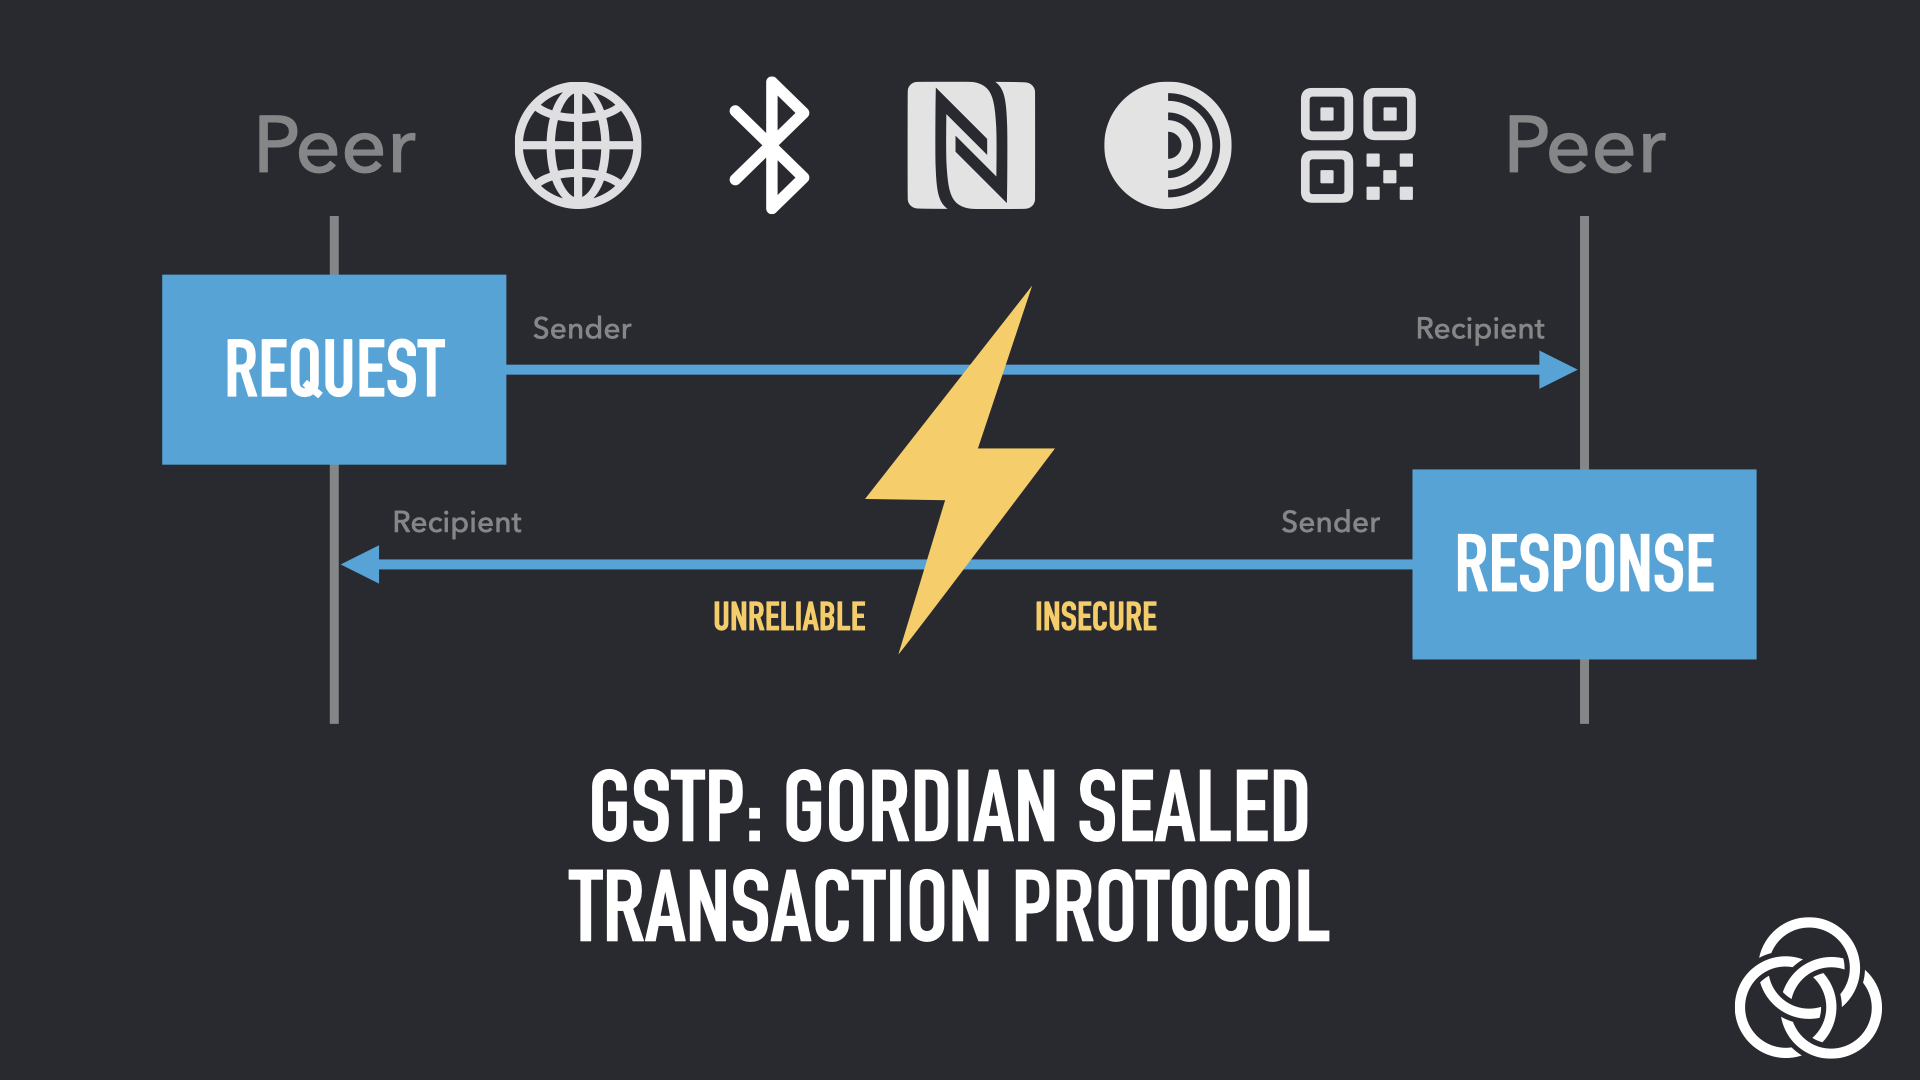 Peer
Peer
Sender
Recipient
REQUEST
Recipient
Sender
RESPONSE
UNRELIABLE
INSECURE
GSTP: GORDIAN SEALED
TRANSACTION PROTOCOL